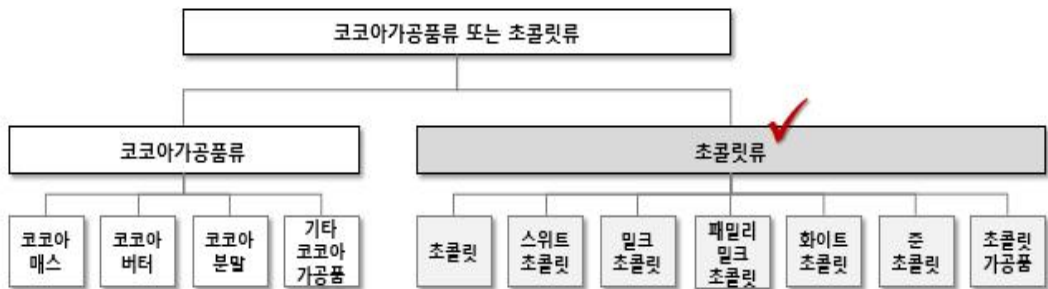 코코아가공품류 또는 초콜릿류
코코아가공품류
초콜릿류
코코아
매스
코코아
버터
코코아
분말
기타
코코아
가공품
초콜릿
스위트
초콜릿
밀크
초콜릿
패밀리
밀크
초콜릿
화이트
초콜릿
준
초콜릿
초콜릿
가공품